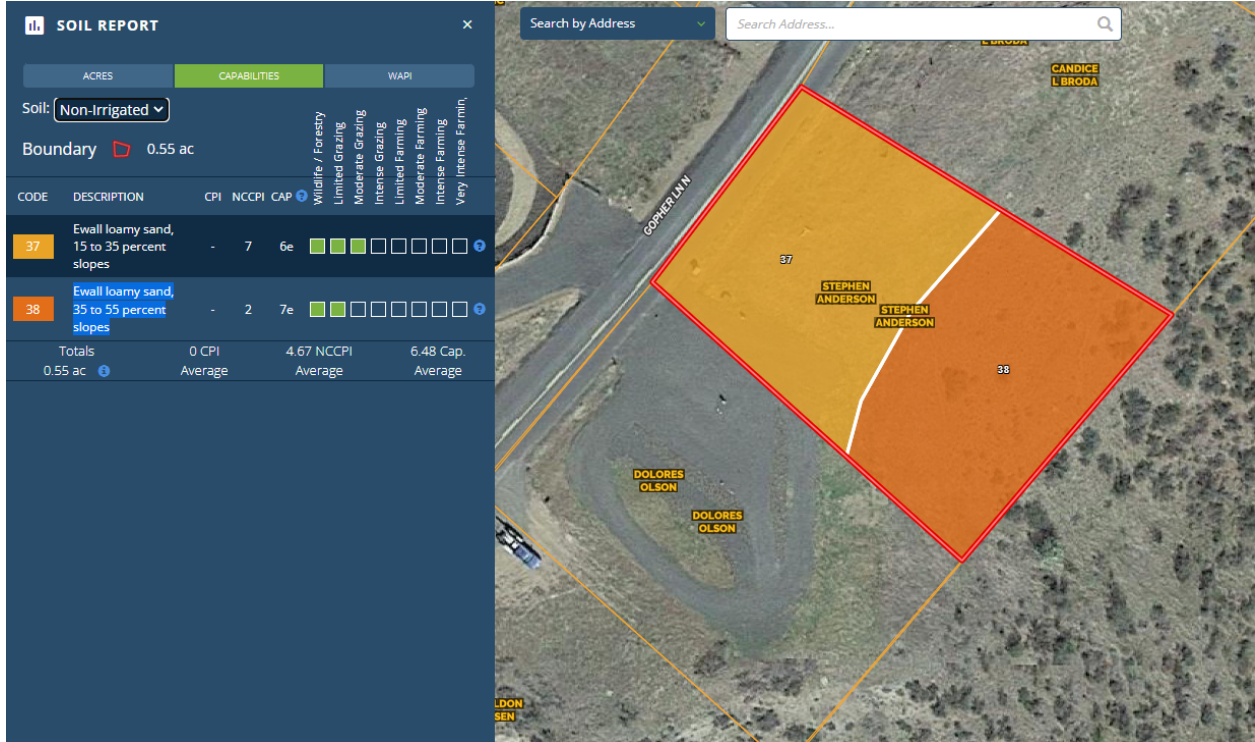 SOIL REPORT
×
Search by Address
Search Address...
ACRES
CAPABILITIES
WAPI
Soil: Non-Irrigated
Boundary 0.55 ac
Wildlife / Forestry
Limited Grazing
Moderate Grazing
Intense Grazing
Limited Farming
Moderate Farming
Intense Farming
Very Intense Farmin,
CODE DESCRIPTION CPI NCCPI CAP ?
37 Ewall loamy sand,
15 to 35 percent - 7 6e ?
slopes
38 Ewall loamy sand,
35 to 55 percent - 2 7e ?
slopes
Totals 0 CPI 4.67 NCCPI 6.48 Cap.
0.55 ac i Average Average Average
L BRODA
CANDICE
L BRODA
GOPHER LN N
37
STEPHEN
ANDERSON
STEPHEN
ANDERSON
38
DOLORES
OLSON
DOLORES
OLSON
LDON
SEN